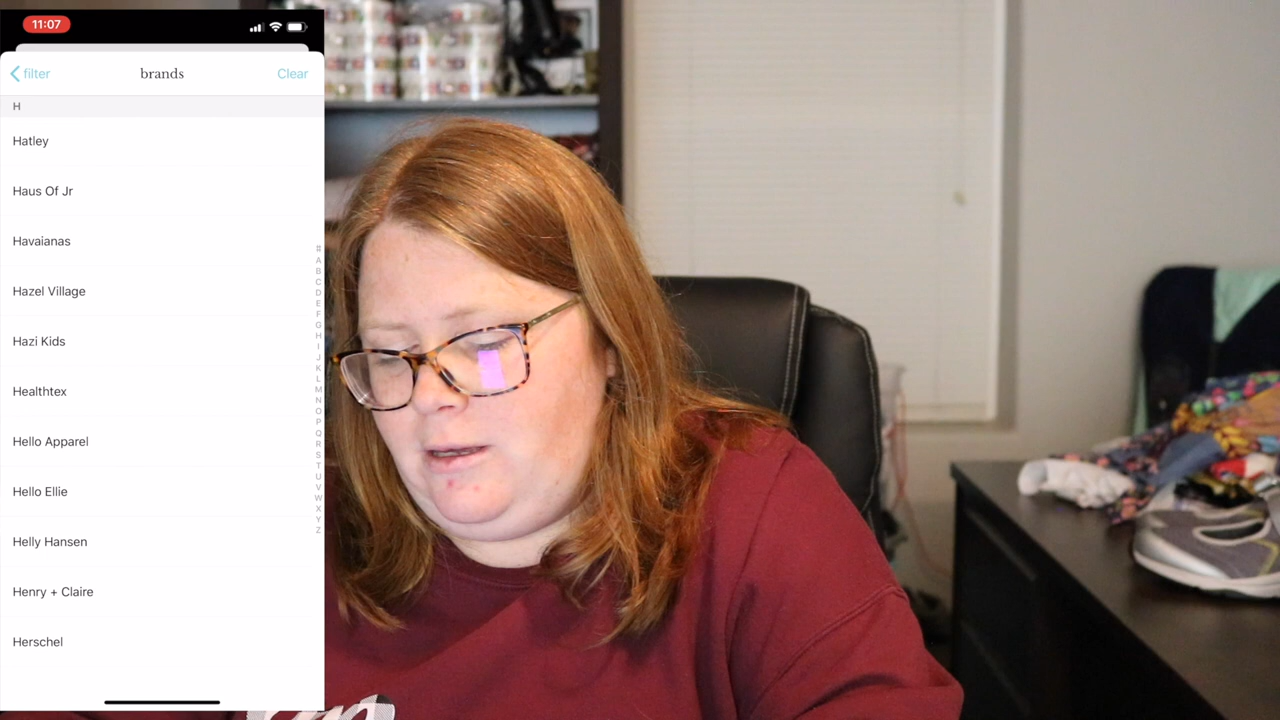 11:07
filter
brands
Clear
H
Hatley
Haus Of Jr
Havaianas
Hazel Village
Hazi Kids
Healthtex
Hello Apparel
Hello Ellie
Helly Hansen
Henry + Claire
Herschel
#
A
B
C
D
E
F
G
H
I
J
K
L
M
N
O
P
Q
R
S
T
U
V
W
X
Y
Z